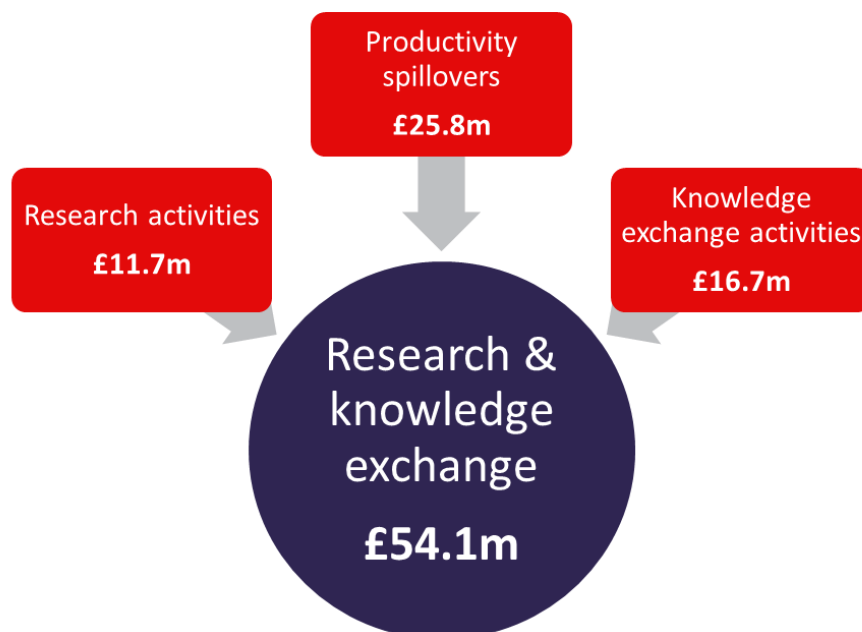 Productivity
spillovers
£25.8m
Research activities
£11.7m
Knowledge
exchange activities
£16.7m
Research &
knowledge
exchange
£54.1m